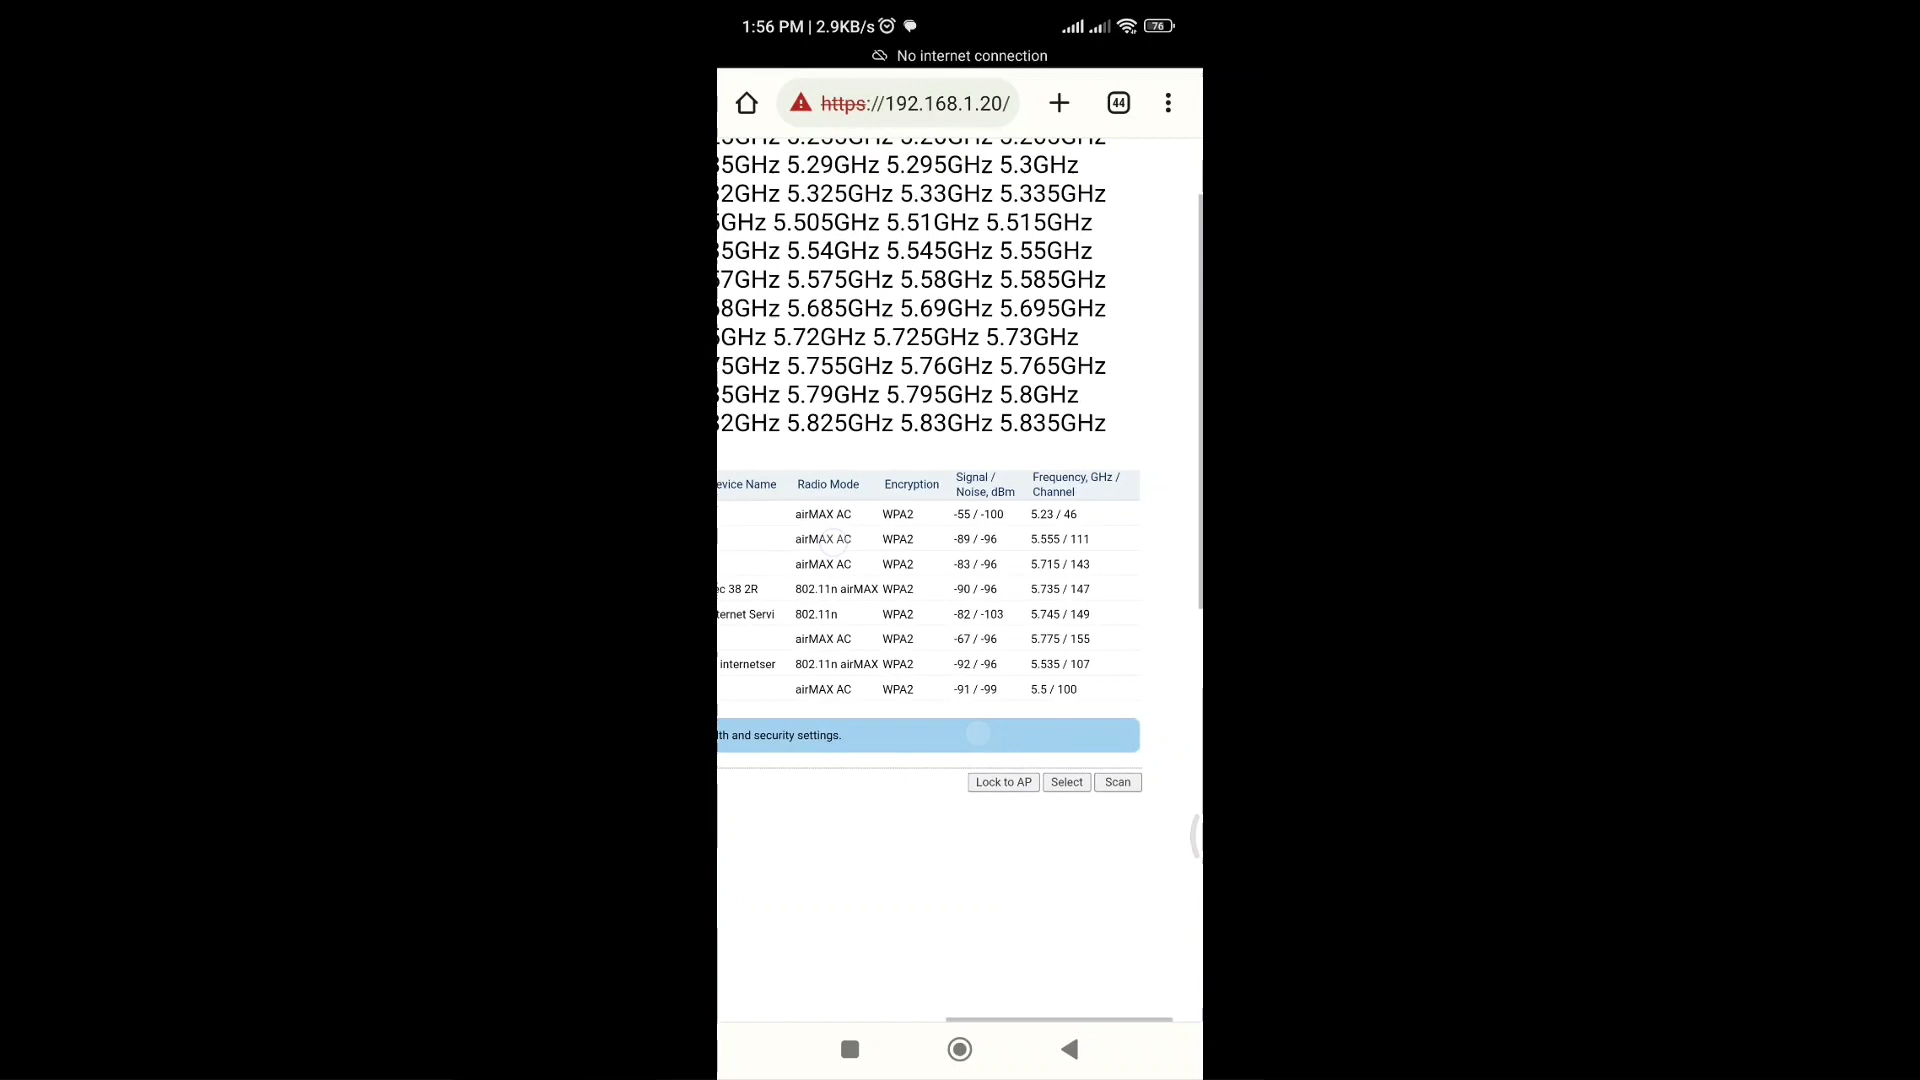 1:56 PM | 2.9KB/s 76
No internet connection
https://192.168.1.20/ 44
5GHz 5.29GHz 5.295GHz 5.3GHz
2GHz 5.325GHz 5.33GHz 5.335GHz
GHz 5.505GHz 5.51GHz 5.515GHz
5GHz 5.54GHz 5.545GHz 5.55GHz
7GHz 5.575GHz 5.58GHz 5.585GHz
8GHz 5.685GHz 5.69GHz 5.695GHz
GHz 5.72GHz 5.725GHz 5.73GHz
5GHz 5.755GHz 5.76GHz 5.765GHz
5GHz 5.79GHz 5.795GHz 5.8GHz
2GHz 5.825GHz 5.83GHz 5.835GHz
evice Name Radio Mode Encryption Signal / Noise, dBm Frequency, GHz / Channel
airMAX AC WPA2 -55 / -100 5.23 / 46
airMAX AC WPA2 -89 / -96 5.555 / 111
airMAX AC WPA2 -83 / -96 5.715 / 143
ec 38 2R 802.11n airMAX WPA2 -90 / -96 5.735 / 147
ternet Servi 802.11n WPA2 -82 / -103 5.745 / 149
airMAX AC WPA2 -67 / -96 5.775 / 155
internetser 802.11n airMAX WPA2 -92 / -96 5.535 / 107
airMAX AC WPA2 -91 / -99 5.5 / 100
lth and security settings.
Lock to AP Select Scan